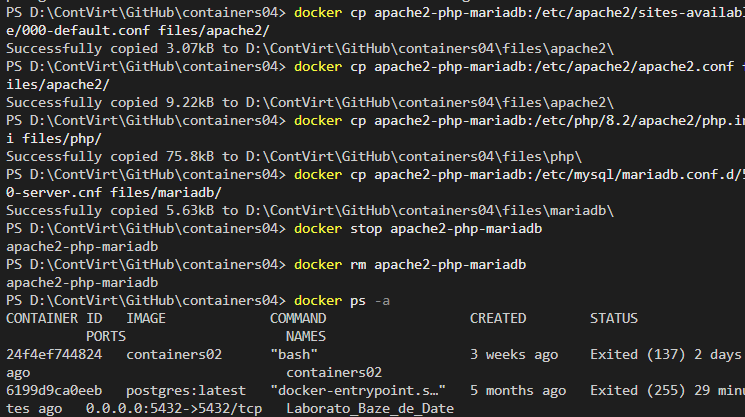 PS D:\ContVirt\GitHub\containers04> docker cp apache2-php-mariadb:/etc/apache2/sites-availabl
e/000-default.conf files/apache2/
Successfully copied 3.07kB to D:\ContVirt\GitHub\containers04\files\apache2\
PS D:\ContVirt\GitHub\containers04> docker cp apache2-php-mariadb:/etc/apache2/apache2.conf f
iles/apache2/
Successfully copied 9.22kB to D:\ContVirt\GitHub\containers04\files\apache2\
PS D:\ContVirt\GitHub\containers04> docker cp apache2-php-mariadb:/etc/php/8.2/apache2/php.in
i files/php/
Successfully copied 75.8kB to D:\ContVirt\GitHub\containers04\files\php\
PS D:\ContVirt\GitHub\containers04> docker cp apache2-php-mariadb:/etc/mysql/mariadb.conf.d/5
0-server.cnf files/mariadb/
Successfully copied 5.63kB to D:\ContVirt\GitHub\containers04\files\mariadb\
PS D:\ContVirt\GitHub\containers04> docker stop apache2-php-mariadb
apache2-php-mariadb
PS D:\ContVirt\GitHub\containers04> docker rm apache2-php-mariadb
apache2-php-mariadb
PS D:\ContVirt\GitHub\containers04> docker ps -a
CONTAINER ID   IMAGE             COMMAND                  CREATED        STATUS
PORTS                    NAMES
24f4ef744824   containers02      "bash"                   3 weeks ago    Exited (137) 2 days
ago                      containers02
6199d9ca0eeb   postgres:latest   "docker-entrypoint.s…"   5 months ago   Exited (255) 29 minu
tes ago   0.0.0.0:5432->5432/tcp   Laborato_Baze_de_Date